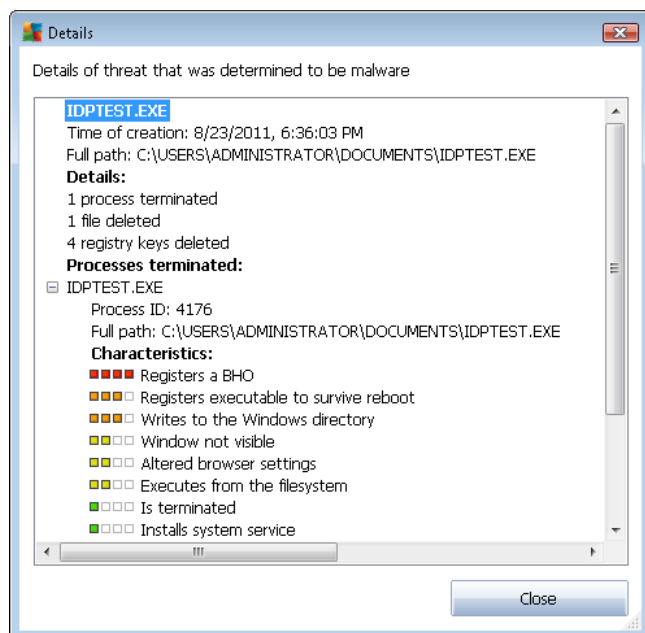 Details
Details of threat that was determined to be malware
IDPTEST.EXE
Time of creation: 8/23/2011, 6:36:03 PM
Full path: C:\USERS\ADMINISTRATOR\DOCUMENTS\IDPTEST.EXE
Details:
1 process terminated
1 file deleted
4 registry keys deleted
Processes terminated:
IDPTEST.EXE
Process ID: 4176
Full path: C:\USERS\ADMINISTRATOR\DOCUMENTS\IDPTEST.EXE
Characteristics:
Registers a BHO
Registers executable to survive reboot
Writes to the Windows directory
Window not visible
Altered browser settings
Executes from the filesystem
Is terminated
Installs system service
Close